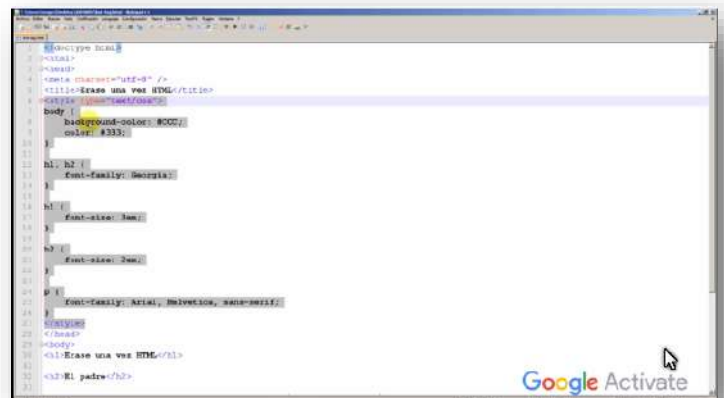 <!doctype html>
<html>
<head>
<meta charset="utf-8" />
<title>Erase una vez HTML</title>
<style type="text/css">
body {
background-color: #CCC;
color: #333;
}
h1, h2 {
font-family: Georgia;
}
h1 {
font-size: 3em;
}
h2 {
font-size: 2em;
}
p {
font-family: Arial, Helvetica, sans-serif;
}
</style>
</head>
<body>
<h1>Erase una vez HTML</h1>
<h2>El padre</h2>
Google Activate